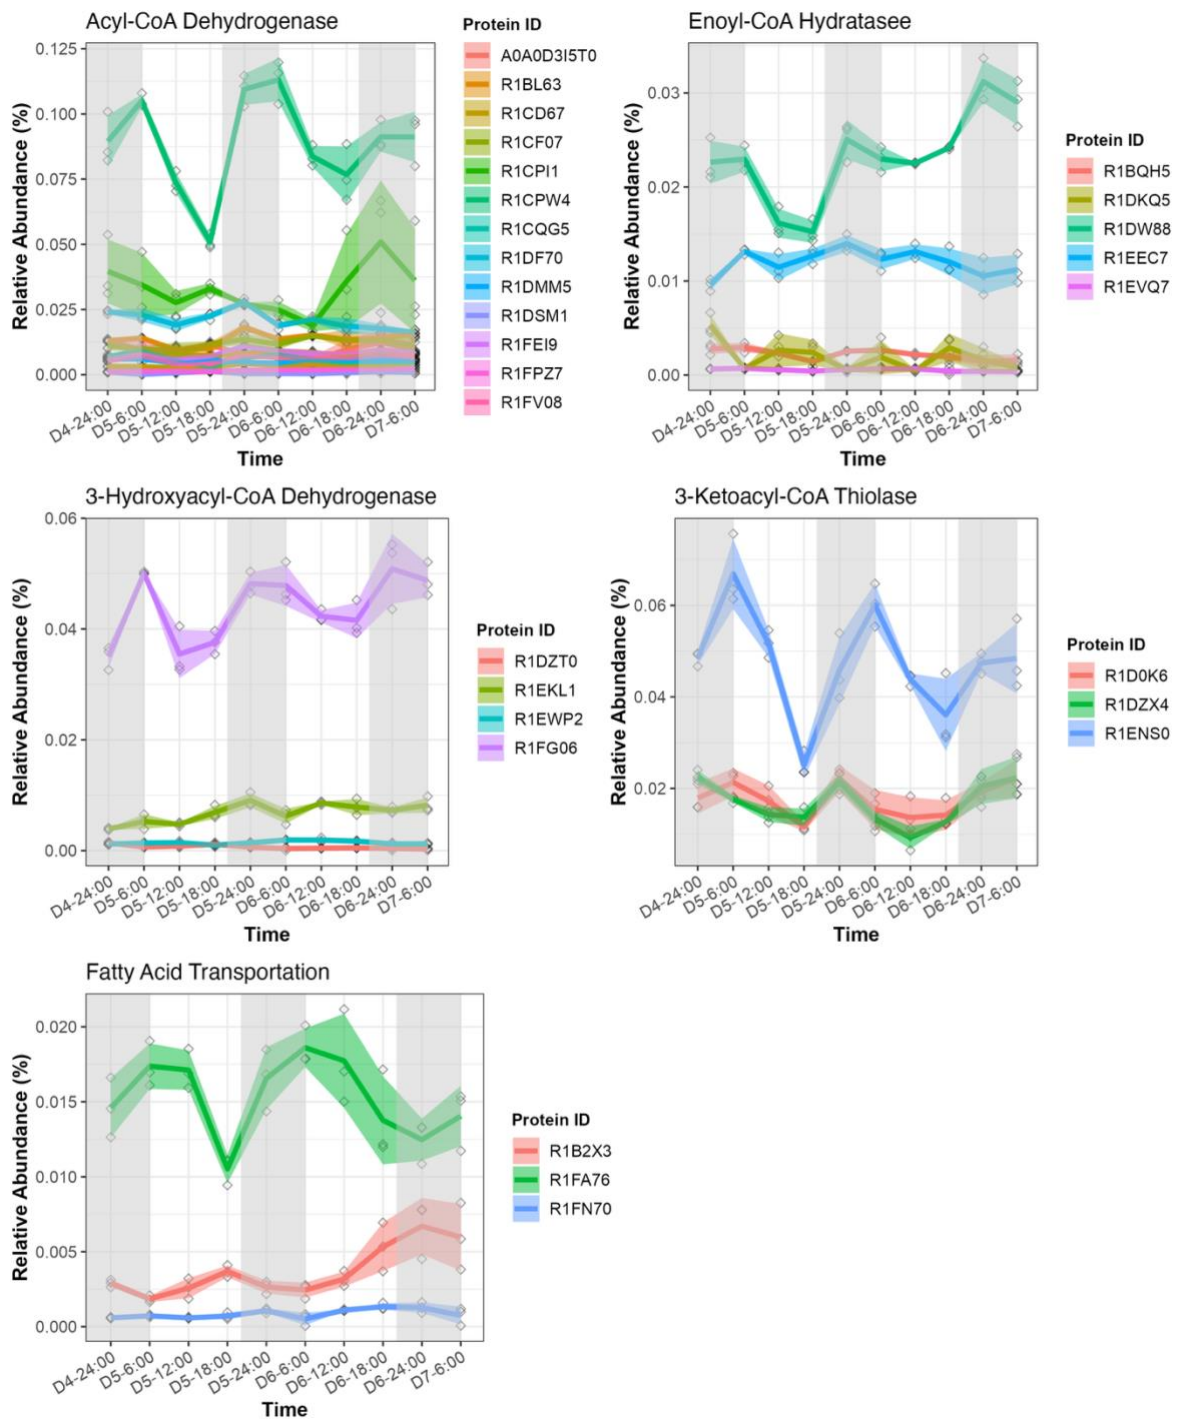 Acyl-CoA Dehydrogenase
Relative Abundance (%)
0.125
0.100
0.075
0.050
0.025
0.000
D4-24:00
D5-6:00
D5-12:00
D5-18:00
D5-24:00
D6-6:00
D6-12:00
D6-18:00
D6-24:00
D7-6:00
Time
Protein ID
A0A0D3I5T0
R1BL63
R1CD67
R1CF07
R1CPI1
R1CPW4
R1CQG5
R1DF70
R1DMM5
R1DSM1
R1FEI9
R1FPZ7
R1FV08
Enoyl-CoA Hydratasee
Relative Abundance (%)
0.03
0.02
0.01
0.00
D4-24:00
D5-6:00
D5-12:00
D5-18:00
D5-24:00
D6-6:00
D6-12:00
D6-18:00
D6-24:00
D7-6:00
Time
Protein ID
R1BQH5
R1DKQ5
R1DW88
R1EEC7
R1EVQ7
3-Hydroxyacyl-CoA Dehydrogenase
Relative Abundance (%)
0.06
0.04
0.02
0.00
D4-24:00
D5-6:00
D5-12:00
D5-18:00
D5-24:00
D6-6:00
D6-12:00
D6-18:00
D6-24:00
D7-6:00
Time
Protein ID
R1DZT0
R1EKL1
R1EWP2
R1FG06
3-Ketoacyl-CoA Thiolase
Relative Abundance (%)
0.06
0.04
0.02
D4-24:00
D5-6:00
D5-12:00
D5-18:00
D5-24:00
D6-6:00
D6-12:00
D6-18:00
D6-24:00
D7-6:00
Time
Protein ID
R1D0K6
R1DZX4
R1ENS0
Fatty Acid Transportation
Relative Abundance (%)
0.020
0.015
0.010
0.005
0.000
D4-24:00
D5-6:00
D5-12:00
D5-18:00
D5-24:00
D6-6:00
D6-12:00
D6-18:00
D6-24:00
D7-6:00
Time
Protein ID
R1B2X3
R1FA76
R1FN70